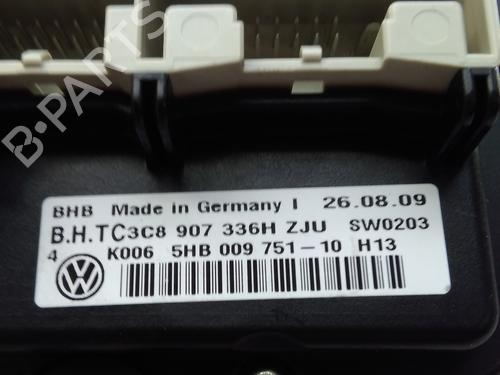 B-PARTS
BHB Made in Germany I 26.08.09
B.H.TC3C8 907 336H ZJU SW0203
4 K006 5HB 009 751-10 H13